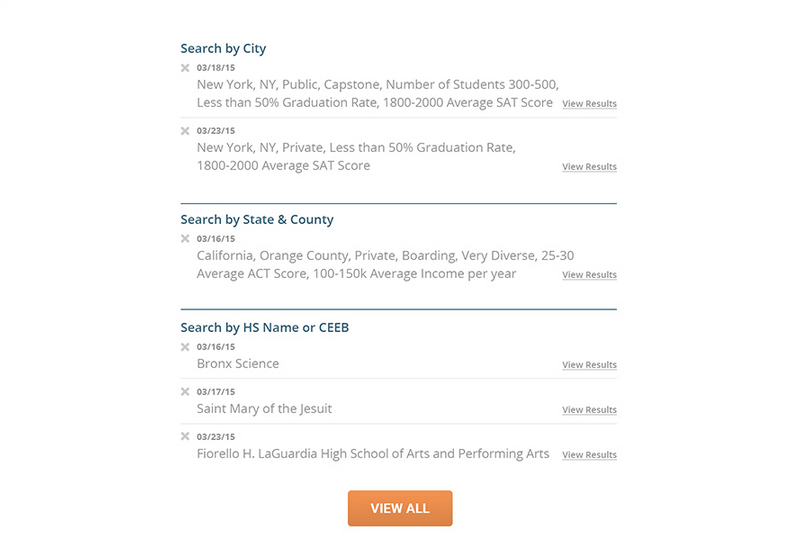 Search by City
03/18/15
New York, NY, Public, Capstone, Number of Students 300-500,
Less than 50% Graduation Rate, 1800-2000 Average SAT Score View Results
03/23/15
New York, NY, Private, Less than 50% Graduation Rate,
1800-2000 Average SAT Score View Results
Search by State & County
03/16/15
California, Orange County, Private, Boarding, Very Diverse, 25-30
Average ACT Score, 100-150k Average Income per year View Results
Search by HS Name or CEEB
03/16/15
Bronx Science View Results
03/17/15
Saint Mary of the Jesuit View Results
03/23/15
Fiorello H. LaGuardia High School of Arts and Performing Arts View Results
VIEW ALL